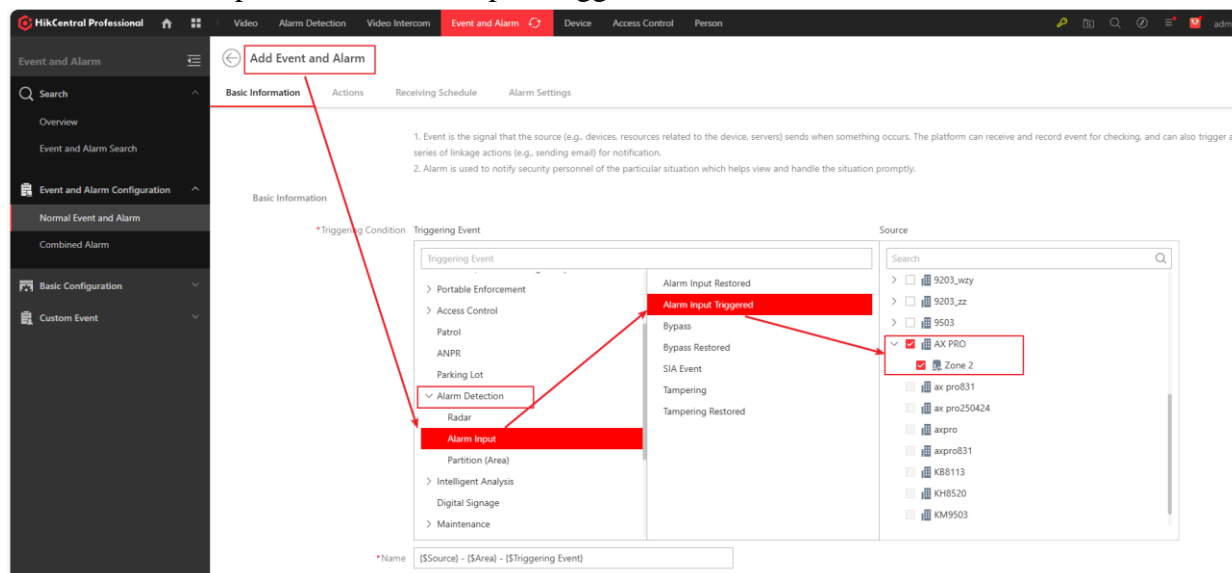 HikCentral Professional
Video
Alarm Detection
Video Intercom
Event and Alarm
Device
Access Control
Person
Event and Alarm
Search
Overview
Event and Alarm Search
Event and Alarm Configuration
Normal Event and Alarm
Combined Alarm
Basic Configuration
Custom Event
Add Event and Alarm
Basic Information
Actions
Receiving Schedule
Alarm Settings
1. Event is the signal that the source (e.g., devices, resources related to the device, servers) sends when something occurs. The platform can receive and record event for checking, and can also trigger a
series of linkage actions (e.g., sending email) for notification.
2. Alarm is used to notify security personnel of the particular situation which helps view and handle the situation promptly.
Basic Information
*Triggering Condition
Triggering Event
Triggering Event
Portable Enforcement
Access Control
Patrol
ANPR
Parking Lot
Alarm Detection
Radar
Alarm Input
Partition (Area)
Intelligent Analysis
Digital Signage
Maintenance
Alarm Input Restored
Alarm Input Triggered
Bypass
Bypass Restored
SIA Event
Tampering
Tampering Restored
Source
Search
9203_wzy
9203_zz
9503
AX PRO
Zone 2
ax pro831
ax pro250424
axpro
axpro831
KB8113
KH8520
KM9503
*Name
{$Source} - {$Area} - {$Triggering Event}